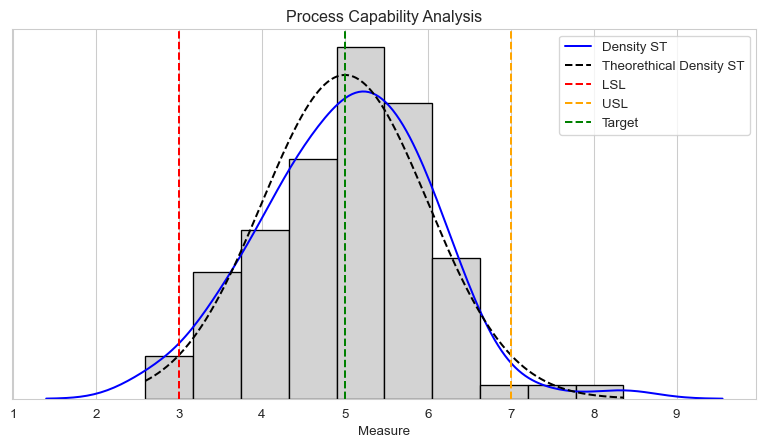 Process Capability Analysis
Density ST
Theorethical Density ST
LSL
USL
Target
1 2 3 4 5 6 7 8 9
Measure